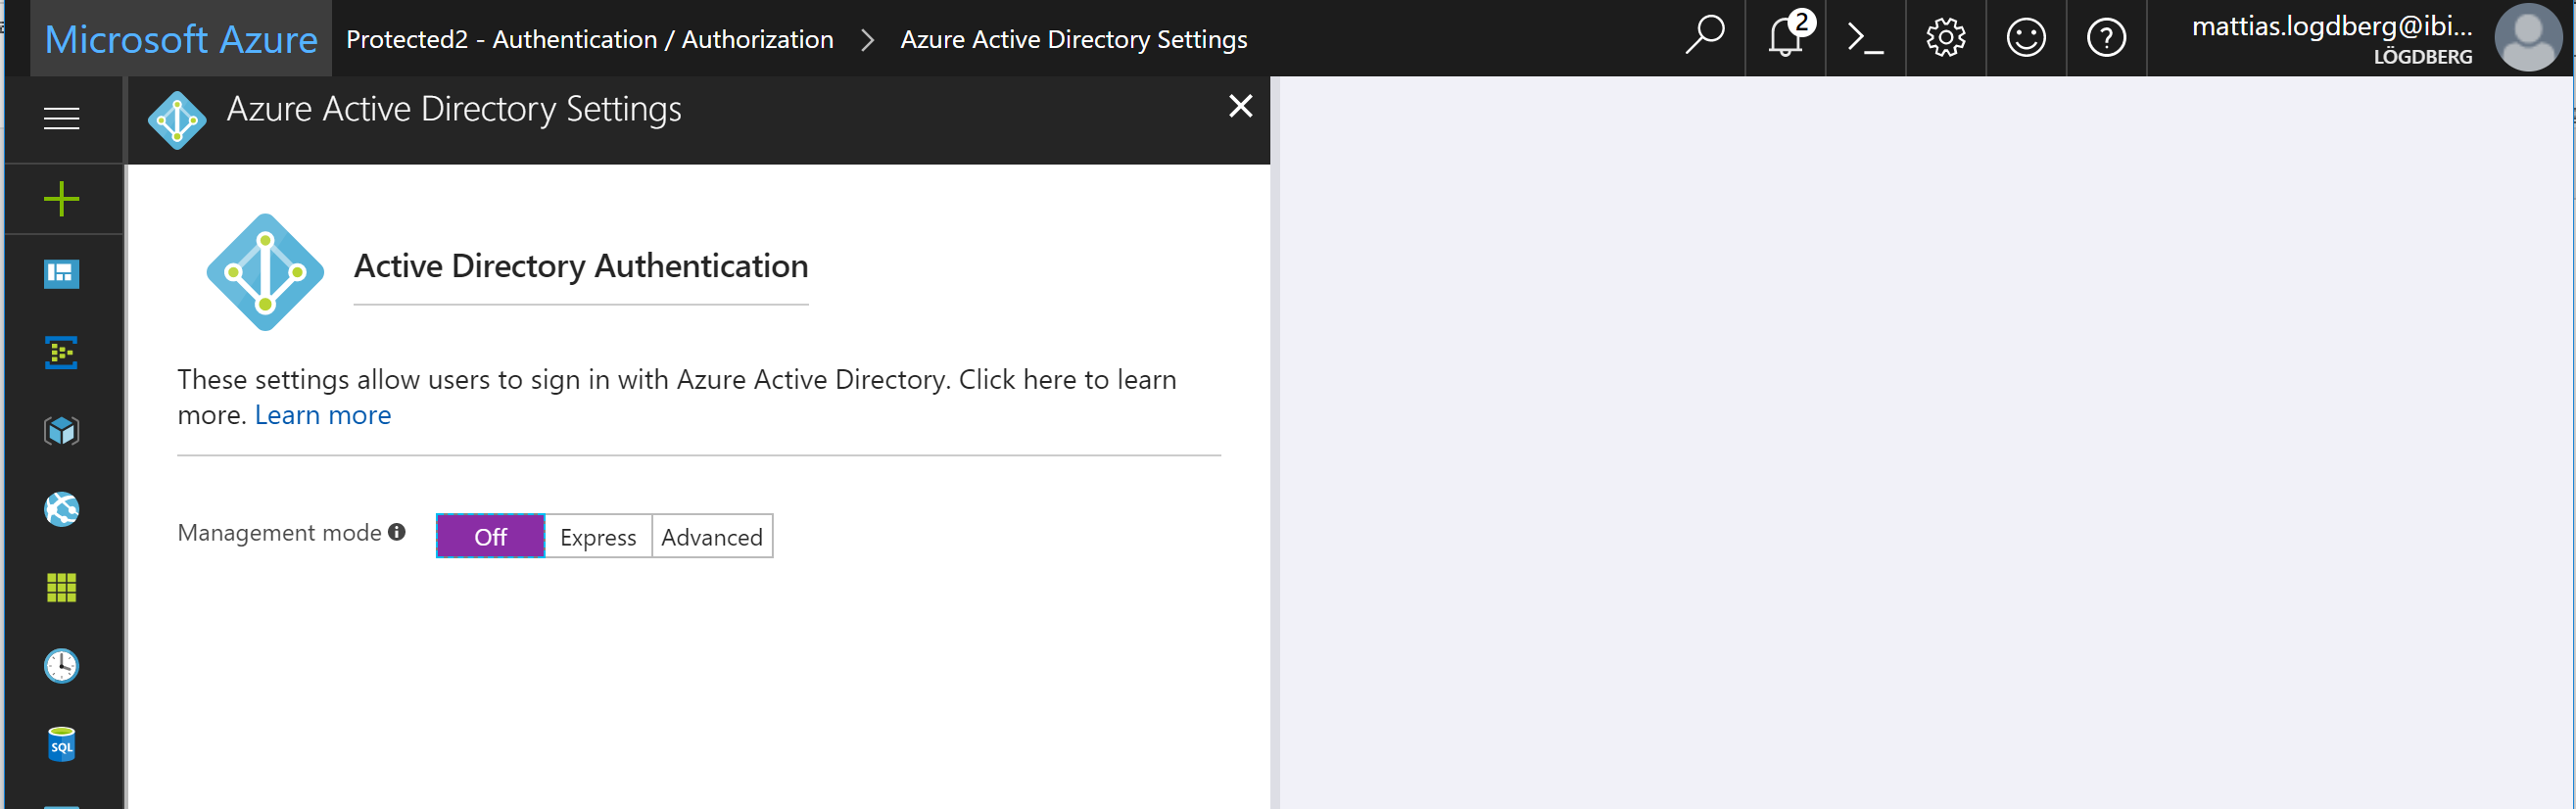 Microsoft Azure Protected2 - Authentication / Authorization > Azure Active Directory Settings 2 mattias.logdberg@ibi...
LÖGDBERG
Azure Active Directory Settings
Active Directory Authentication
These settings allow users to sign in with Azure Active Directory. Click here to learn
more. Learn more
Management mode Off Express Advanced
SQL